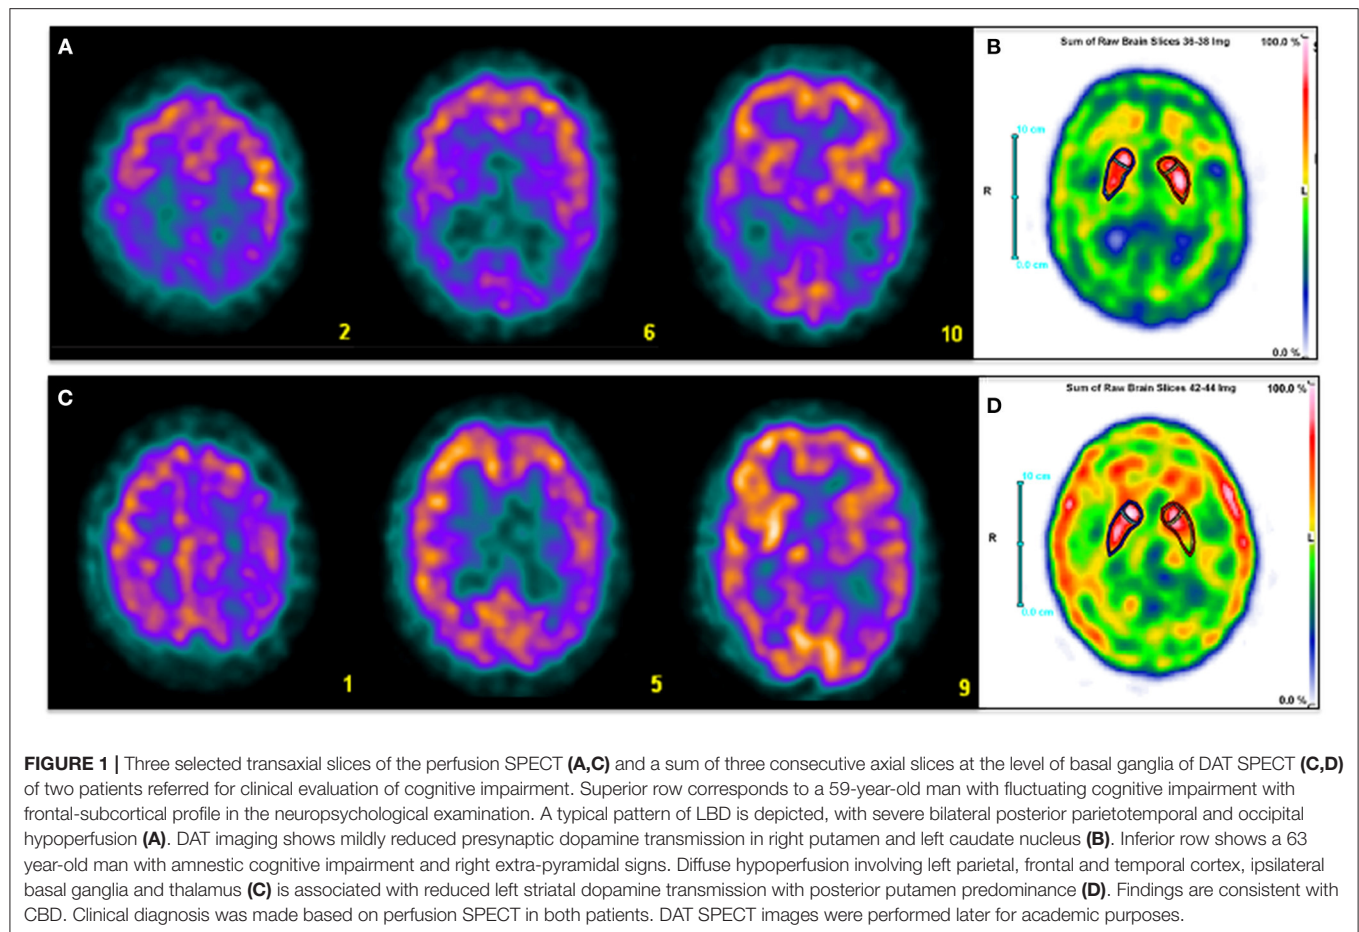 A
B
Sum of Raw Brain Slices 36-38 Img
100.0 %
10 cm
R
L
0.0 cm
0.0 %
2
6
10
C
D
Sum of Raw Brain Slices 42-44 Img
100.0 %
10 cm
R
L
0.0 cm
0.0 %
1
5
9
FIGURE 1 | Three selected transaxial slices of the perfusion SPECT (A,C) and a sum of three consecutive axial slices at the level of basal ganglia of DAT SPECT (C,D)
of two patients referred for clinical evaluation of cognitive impairment. Superior row corresponds to a 59-year-old man with fluctuating cognitive impairment with
frontal-subcortical profile in the neuropsychological examination. A typical pattern of LBD is depicted, with severe bilateral posterior parietotemporal and occipital
hypoperfusion (A). DAT imaging shows mildly reduced presynaptic dopamine transmission in right putamen and left caudate nucleus (B). Inferior row shows a 63
year-old man with amnestic cognitive impairment and right extra-pyramidal signs. Diffuse hypoperfusion involving left parietal, frontal and temporal cortex, ipsilateral
basal ganglia and thalamus (C) is associated with reduced left striatal dopamine transmission with posterior putamen predominance (D). Findings are consistent with
CBD. Clinical diagnosis was made based on perfusion SPECT in both patients. DAT SPECT images were performed later for academic purposes.